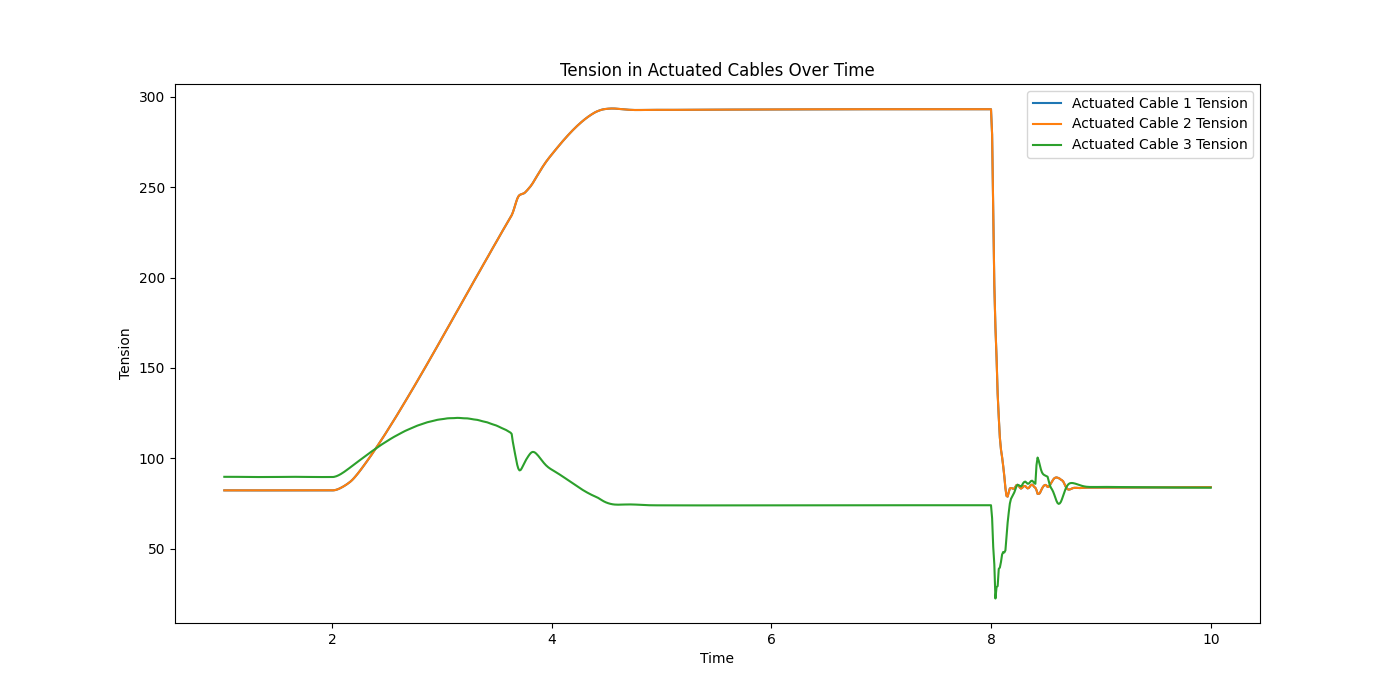 Tension in Actuated Cables Over Time
300
250
200
150
100
50
Tension
Actuated Cable 1 Tension
Actuated Cable 2 Tension
Actuated Cable 3 Tension
2
4
6
8
10
Time